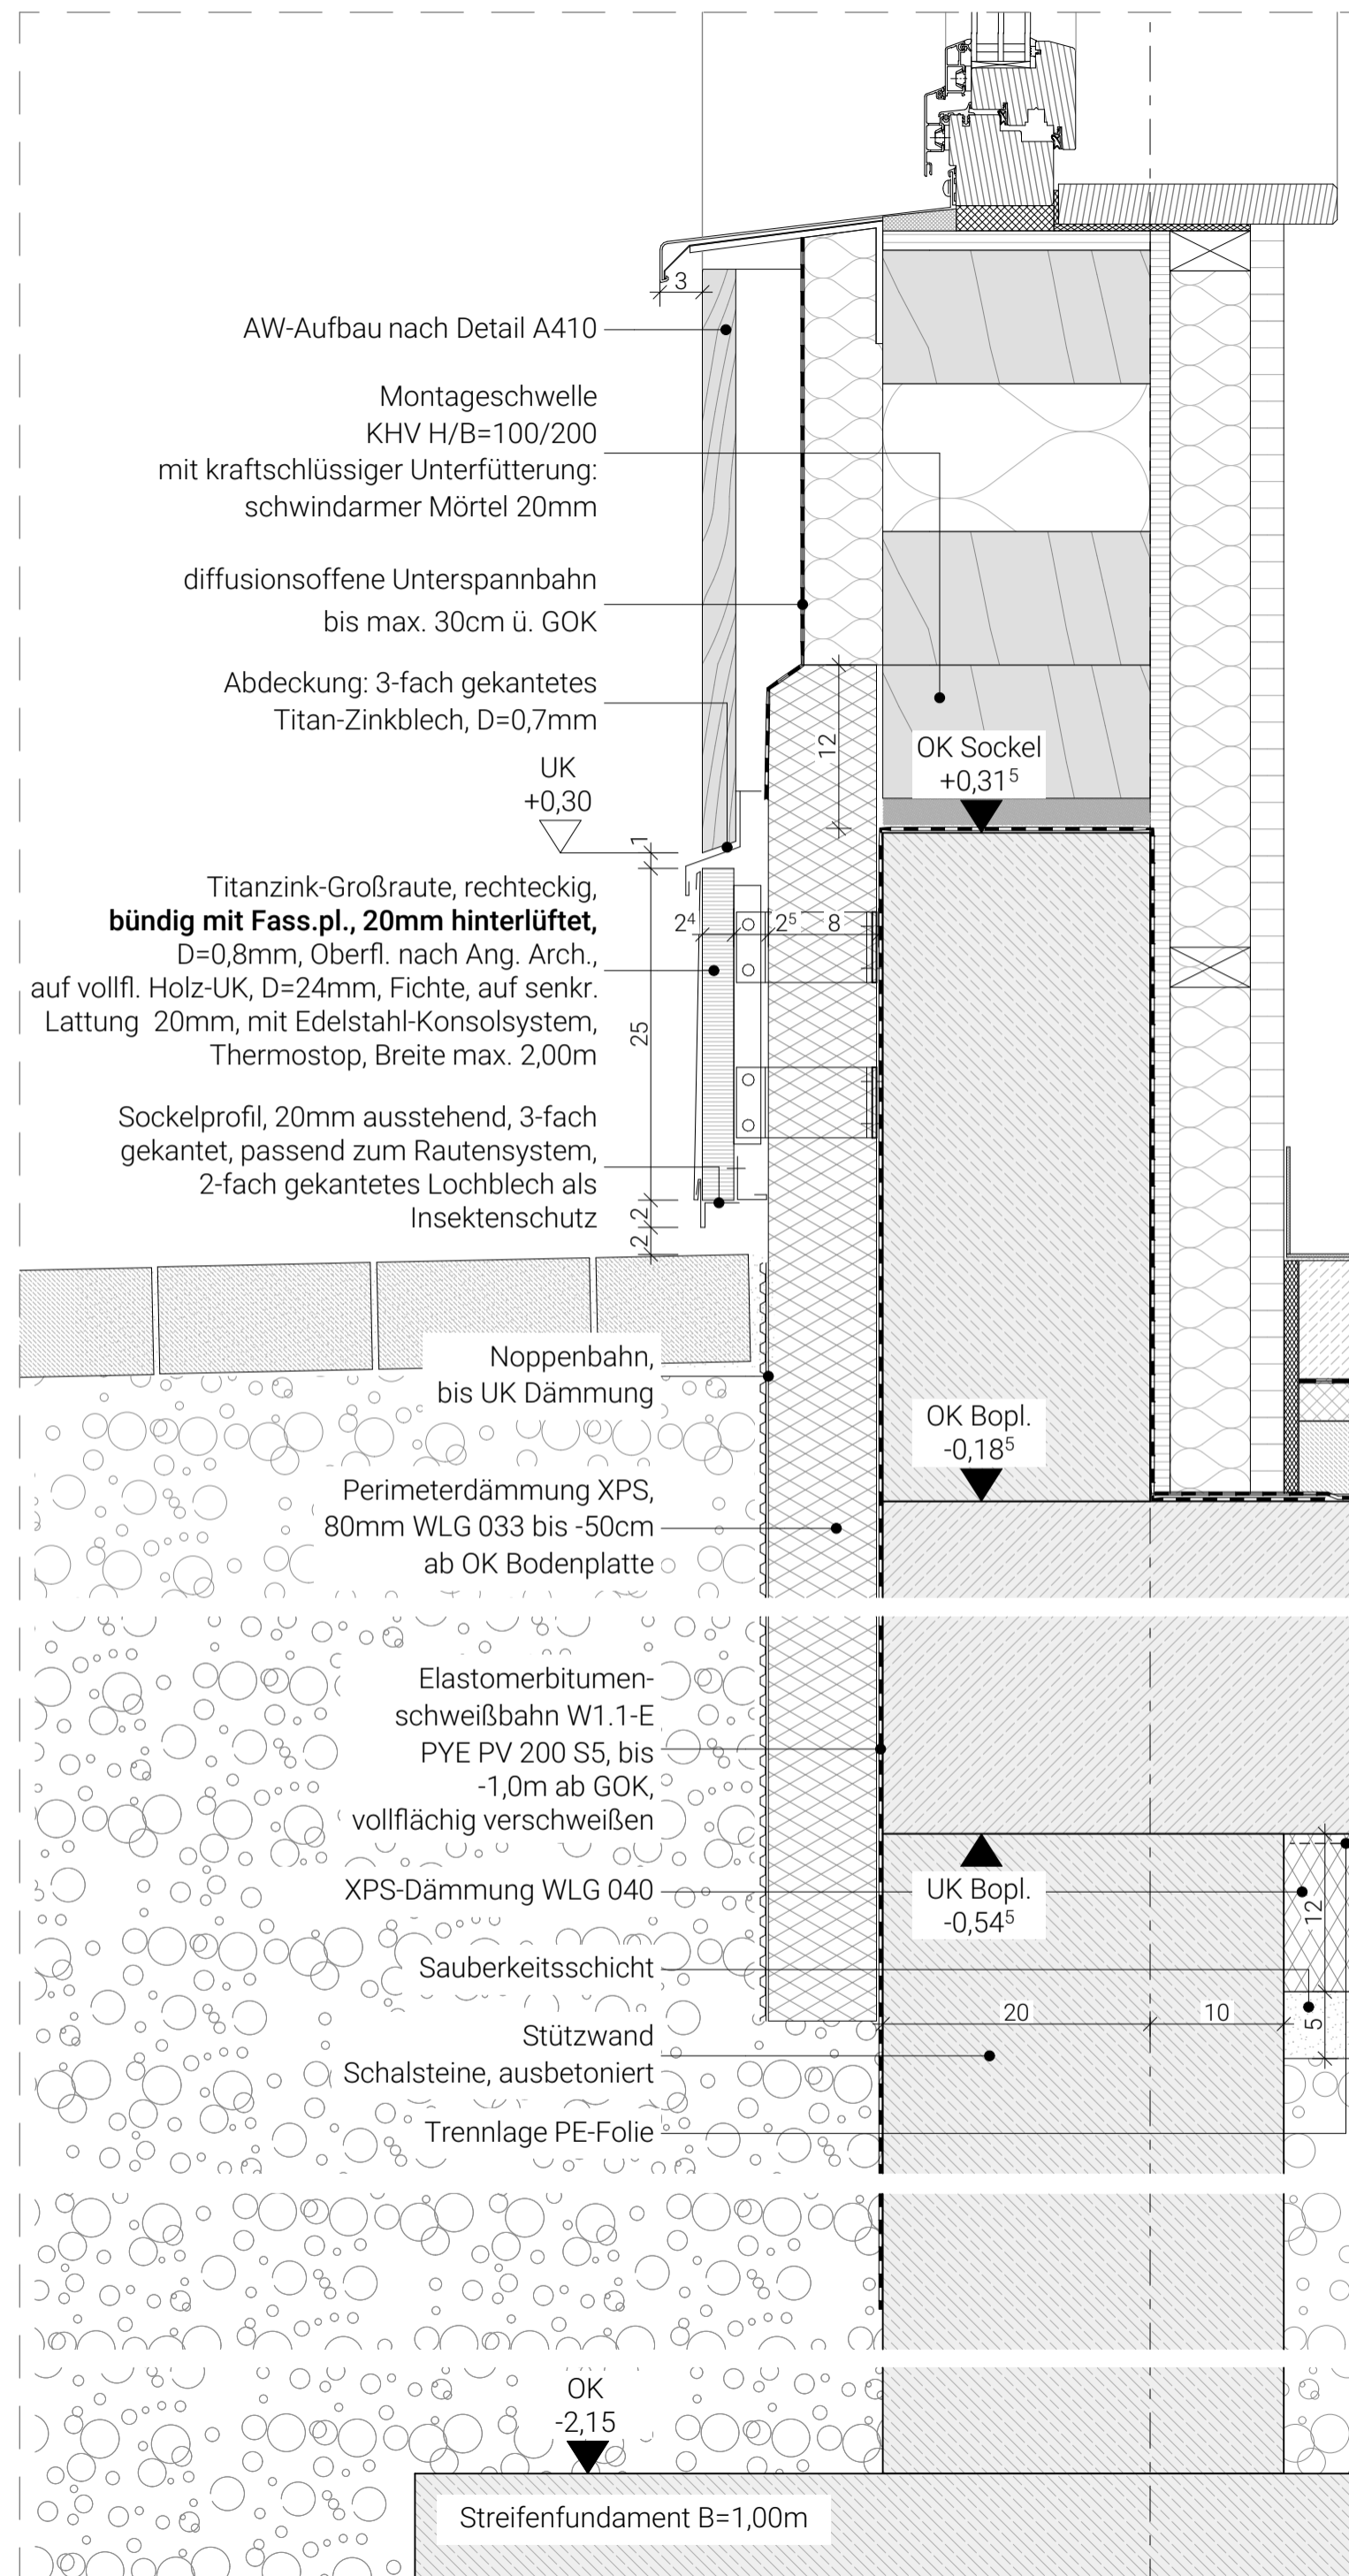 3
AW-Aufbau nach Detail A410
Montageschwelle
KHV H/B=100/200
mit kraftschlüssiger Unterfütterung:
schwindarmer Mörtel 20mm
diffusionsoffene Unterspannbahn
bis max. 30cm ü. GOK
Abdeckung: 3-fach gekantetes
Titan-Zinkblech, D=0,7mm
12
OK Sockel
+0,31⁵
UK
+0,30
1
Titanzink-Großraute, rechteckig,
bündig mit Fass.pl., 20mm hinterlüftet,
D=0,8mm, Oberfl. nach Ang. Arch.,
auf vollfl. Holz-UK, D=24mm, Fichte, auf senkr.
Lattung 20mm, mit Edelstahl-Konsolsystem,
Thermostop, Breite max. 2,00m
2⁴
2⁵
8
25
Sockelprofil, 20mm ausstehend, 3-fach
gekantet, passend zum Rautensystem,
2-fach gekantetes Lochblech als
Insektenschutz
2
2
Noppenbahn,
bis UK Dämmung
OK Bopl.
-0,18⁵
Perimeterdämmung XPS,
80mm WLG 033 bis -50cm
ab OK Bodenplatte
Elastomerbitumen-
schweißbahn W1.1-E
PYE PV 200 S5, bis
-1,0m ab GOK,
vollflächig verschweißen
XPS-Dämmung WLG 040
UK Bopl.
-0,54⁵
12
Sauberkeitsschicht
20
10
5
Stützwand
Schalsteine, ausbetoniert
Trennlage PE-Folie
OK
-2,15
Streifenfundament B=1,00m